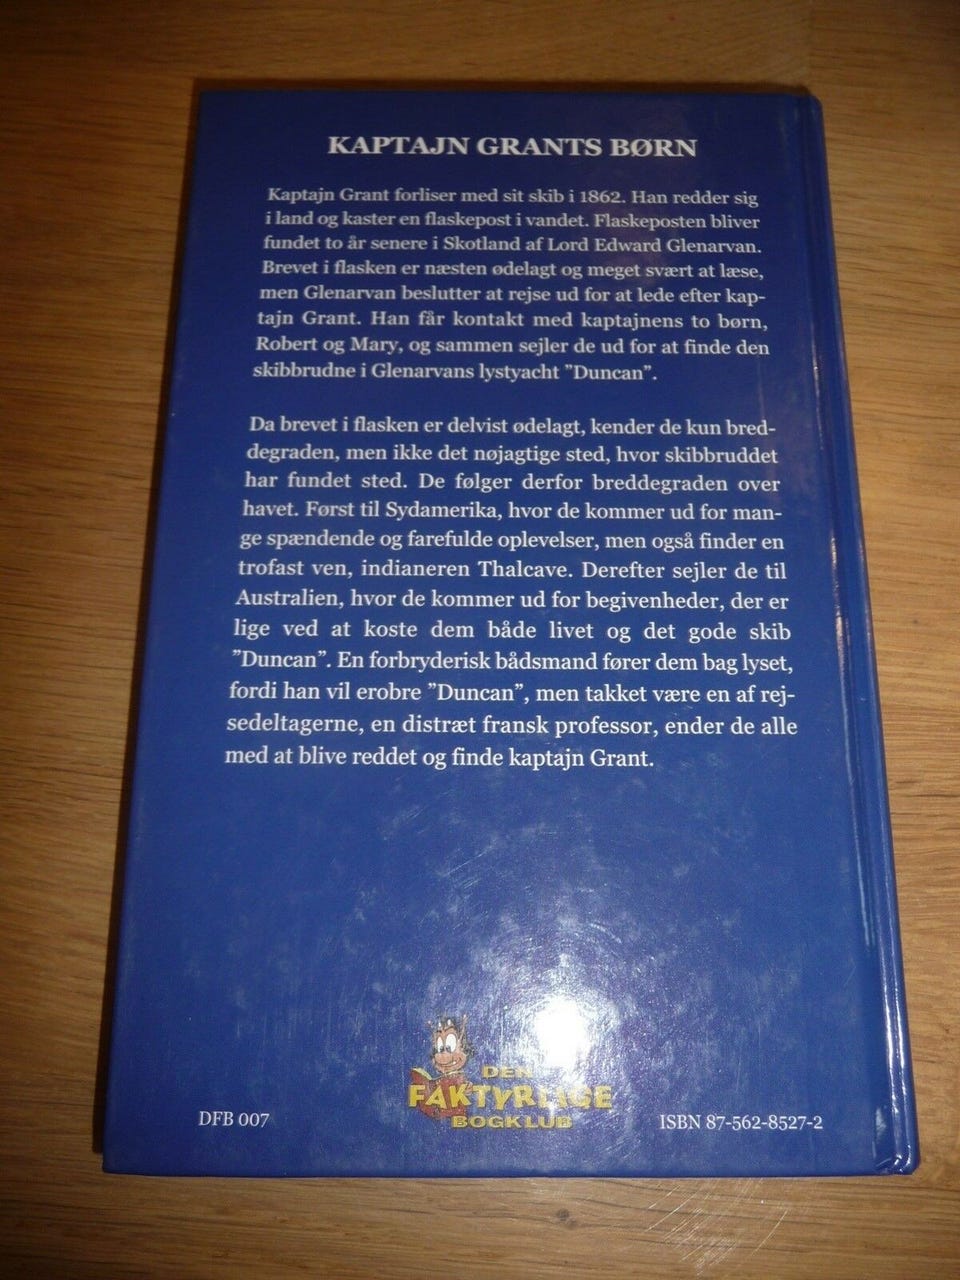 KAPTAJN GRANTS BØRN
Kaptajn Grant forliser med sit skib i 1862. Han redder sig
i land og kaster en flaskepost i vandet. Flaskeposten bliver
fundet to år senere i Skotland af Lord Edward Glenarvan.
Brevet i flasken er næsten ødelagt og meget svært at læse,
men Glenarvan beslutter at rejse ud for at lede efter kap-
tajn Grant. Han får kontakt med kaptajnens to børn,
Robert og Mary, og sammen sejler de ud for at finde den
skibbrudne i Glenarvans lystyacht ”Duncan”.
Da brevet i flasken er delvist ødelagt, kender de kun bred-
degraden, men ikke det nøjagtige sted, hvor skibbruddet
har fundet sted. De følger derfor breddegraden over
havet. Først til Sydamerika, hvor de kommer ud for man-
ge spændende og farefulde oplevelser, men også finder en
trofast ven, indianeren Thalcave. Derefter sejler de til
Australien, hvor de kommer ud for begivenheder, der er
lige ved at koste dem både livet og det gode skib
”Duncan”. En forbryderisk bådsmand fører dem bag lyset,
fordi han vil erobre ”Duncan”, men takket være en af rej-
sedeltagerne, en distræt fransk professor, ender de alle
med at blive reddet og finde kaptajn Grant.
DEN
FAKTYRLIGE
BOGKLUB
DFB 007
ISBN 87-562-8527-2